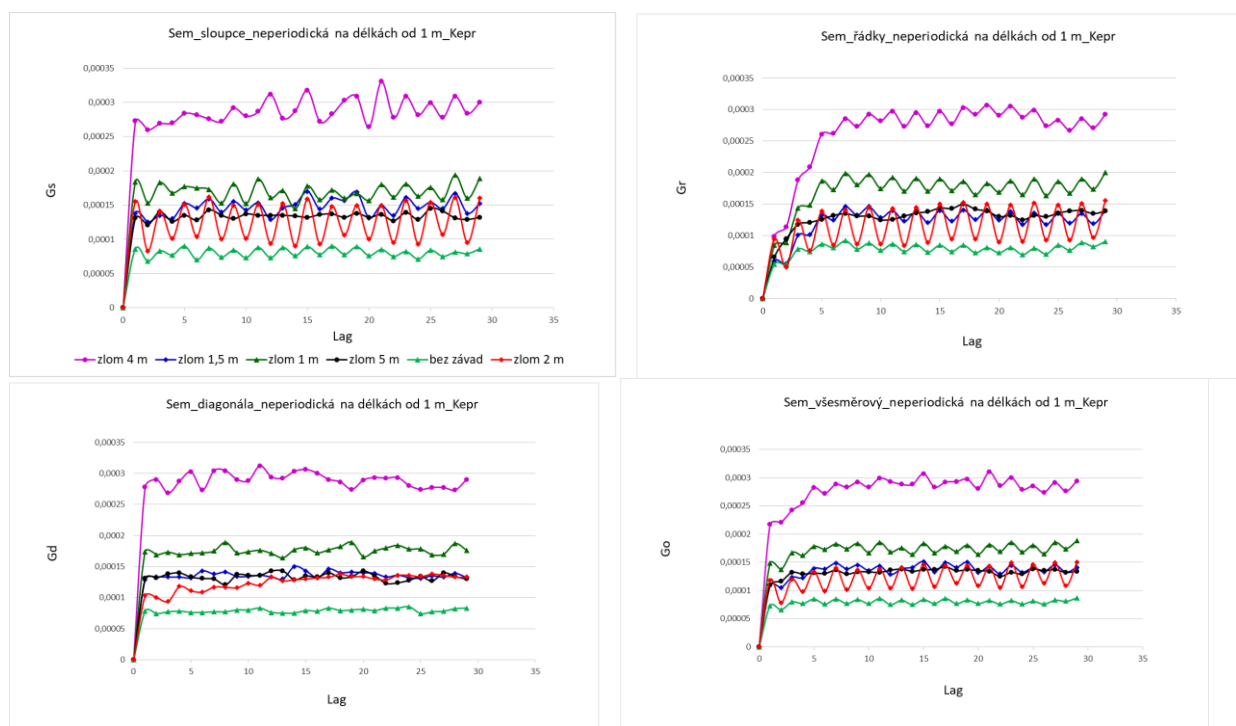 Sem_sloupce_neperiodická na délkách od 1 m_Kepr
0,00035
0,0003
0,00025
0,0002
0,00015
0,0001
0,00005
0
Gs
0 5 10 15 20 25 30 35
Lag
zlom 4 m zlom 1,5 m zlom 1 m zlom 5 m bez závad zlom 2 m
Sem_řádky_neperiodická na délkách od 1 m_Kepr
0,00035
0,0003
0,00025
0,0002
0,00015
0,0001
0,00005
0
Gr
0 5 10 15 20 25 30 35
Lag
Sem_diagonála_neperiodická na délkách od 1 m_Kepr
0,00035
0,0003
0,00025
0,0002
0,00015
0,0001
0,00005
0
Gd
0 5 10 15 20 25 30 35
Lag
Sem_všesměrový_neperiodická na délkách od 1 m_Kepr
0,00035
0,0003
0,00025
0,0002
0,00015
0,0001
0,00005
0
Go
0 5 10 15 20 25 30 35
Lag